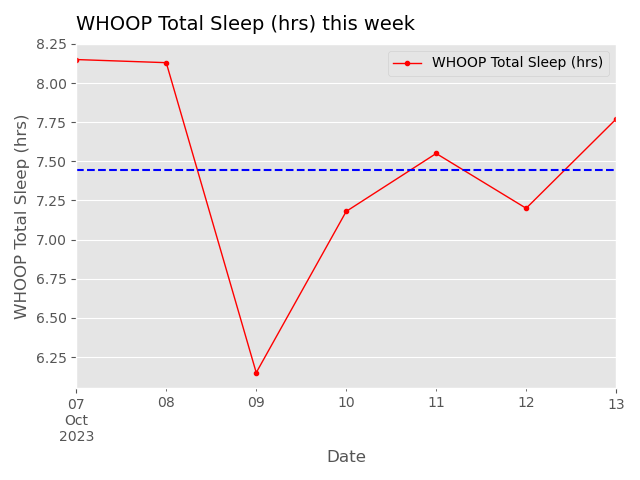 WHOOP Total Sleep (hrs) this week
8.25
8.00
7.75
7.50
7.25
7.00
6.75
6.50
6.25
WHOOP Total Sleep (hrs)
WHOOP Total Sleep (hrs)
07 08 09 10 11 12 13
Oct
2023
Date